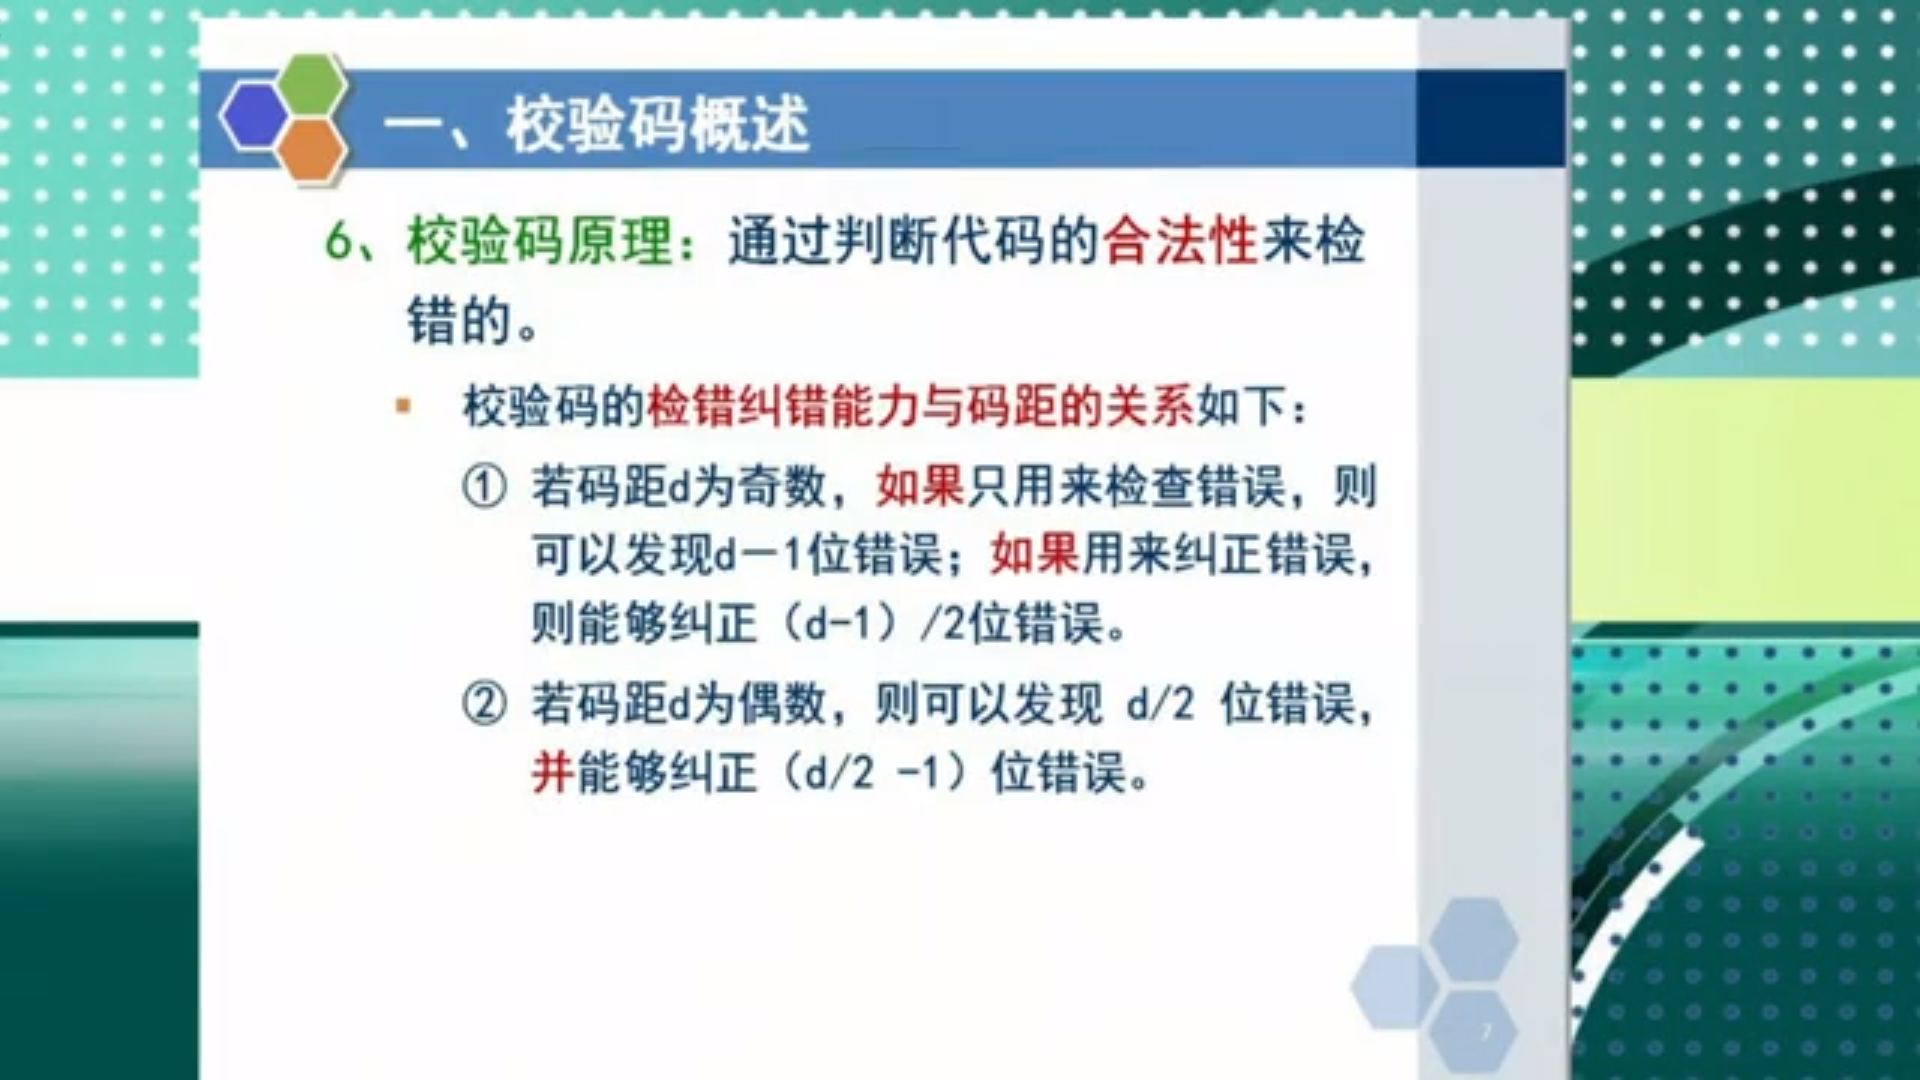 一、校验码概述
6、校验码原理：通过判断代码的合法性来检
错的。
▪ 校验码的检错纠错能力与码距的关系如下：
① 若码距d为奇数，如果只用来检查错误，则
可以发现d－1位错误；如果用来纠正错误，
则能够纠正（d-1）/2位错误。
② 若码距d为偶数，则可以发现 d/2 位错误，
并能够纠正（d/2 -1）位错误。
7